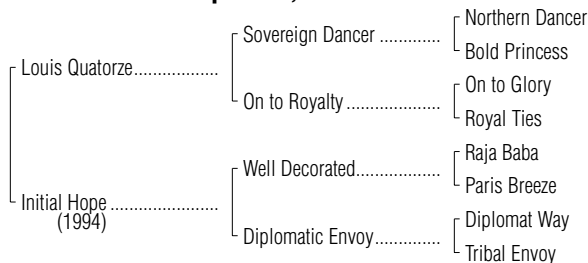 Northern Dancer
Sovereign Dancer .............
Bold Princess
Louis Quatorze..................
On to Glory
On to Royalty ....................
Royal Ties
Raja Baba
Well Decorated..................
Paris Breeze
Initial Hope .......................
(1994)
Diplomat Way
Diplomatic Envoy..............
Tribal Envoy